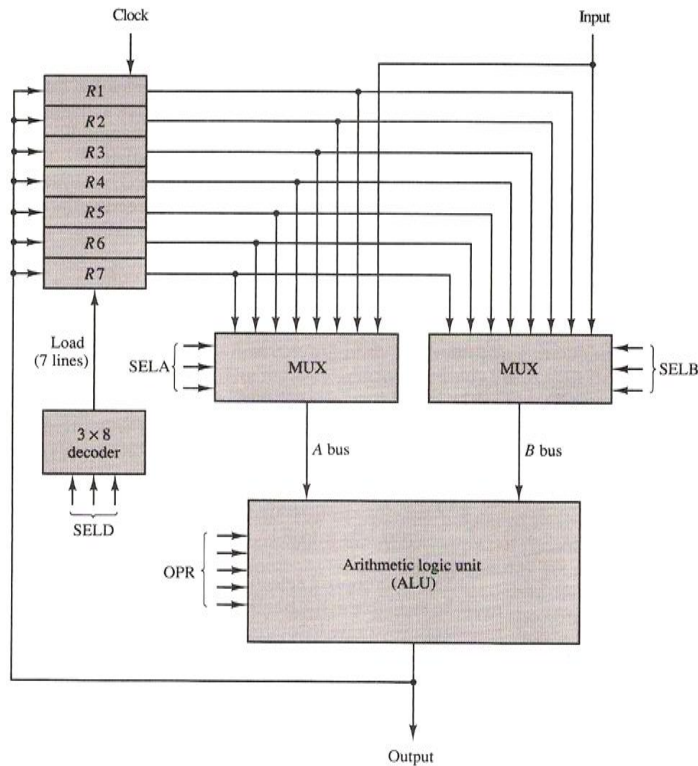 Clock
Input
R1
R2
R3
R4
R5
R6
R7
Load
(7 lines)
SELA
MUX
MUX
SELB
3 × 8
decoder
A bus
B bus
SELD
OPR
Arithmetic logic unit
(ALU)
Output